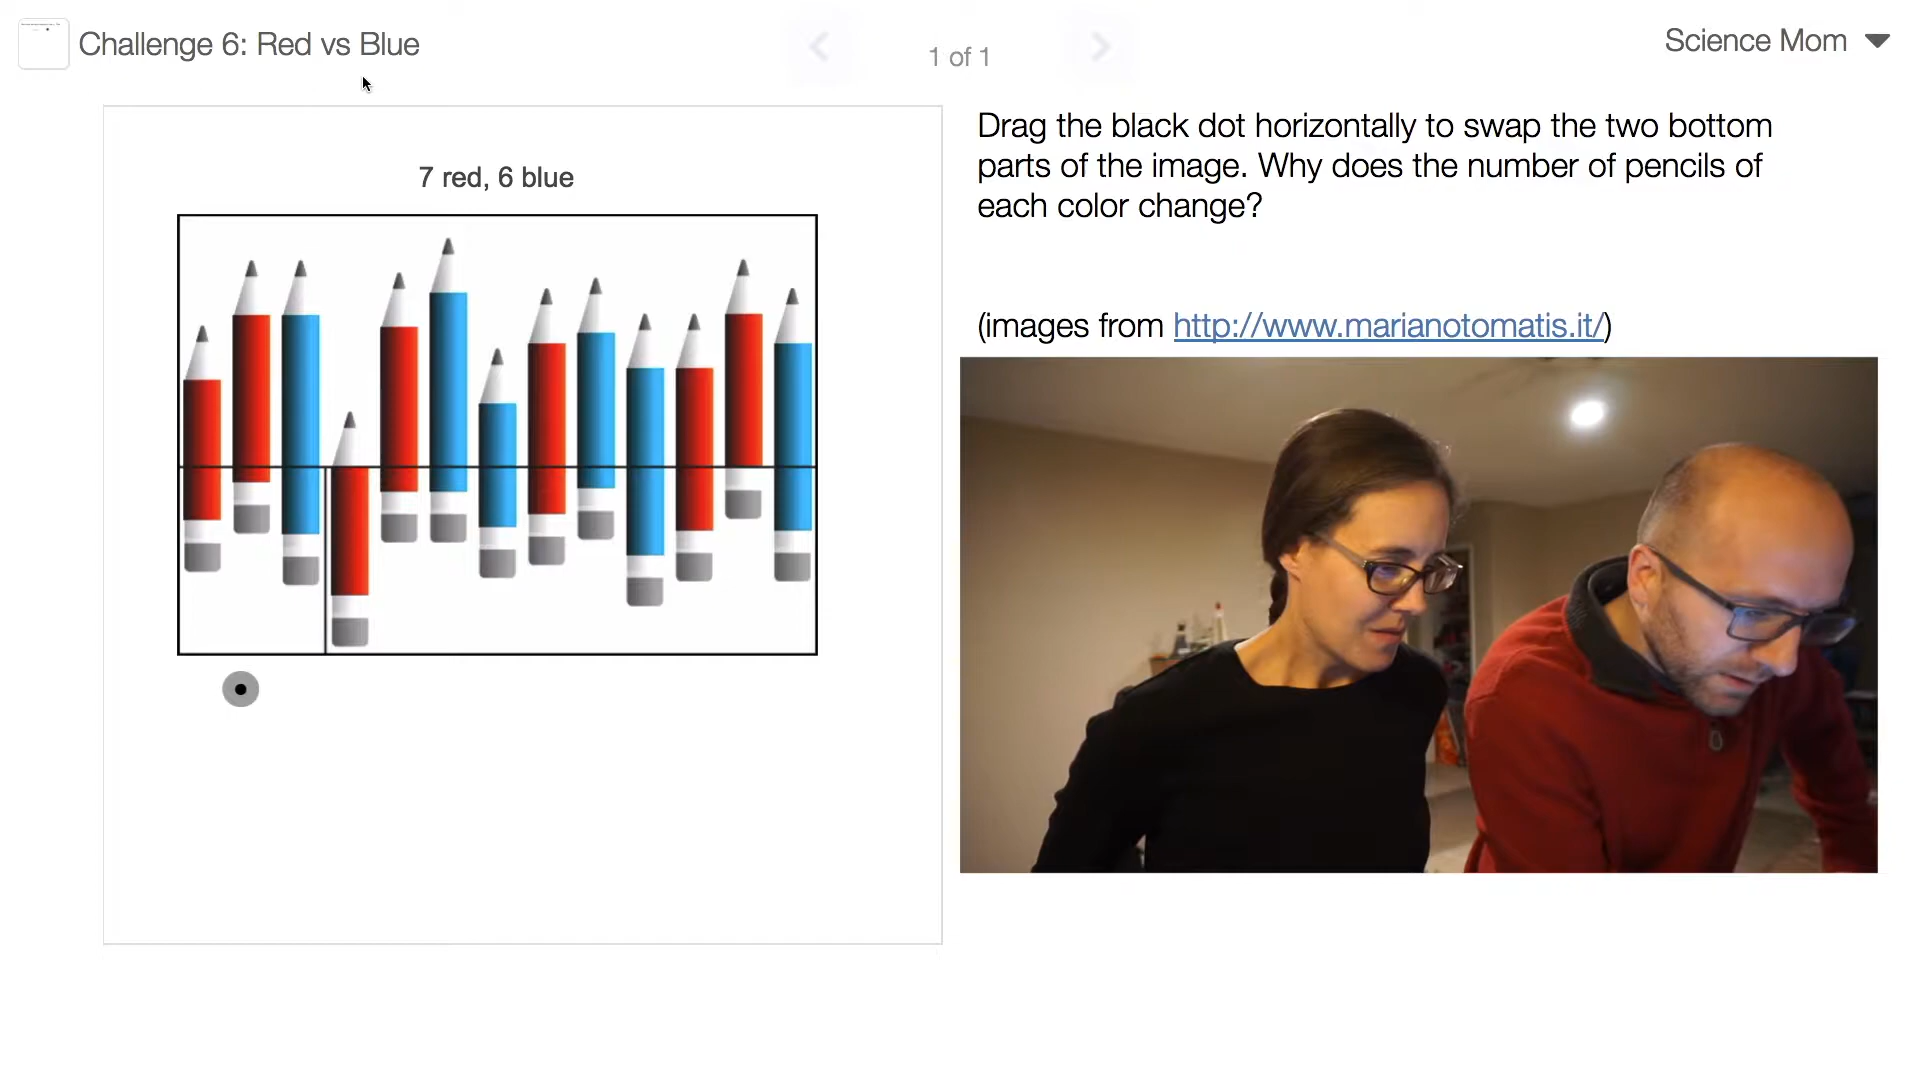 Challenge 6: Red vs Blue
1 of 1
Science Mom
7 red, 6 blue
Drag the black dot horizontally to swap the two bottom
parts of the image. Why does the number of pencils of
each color change?
(images from http://www.marianotomatis.it/)